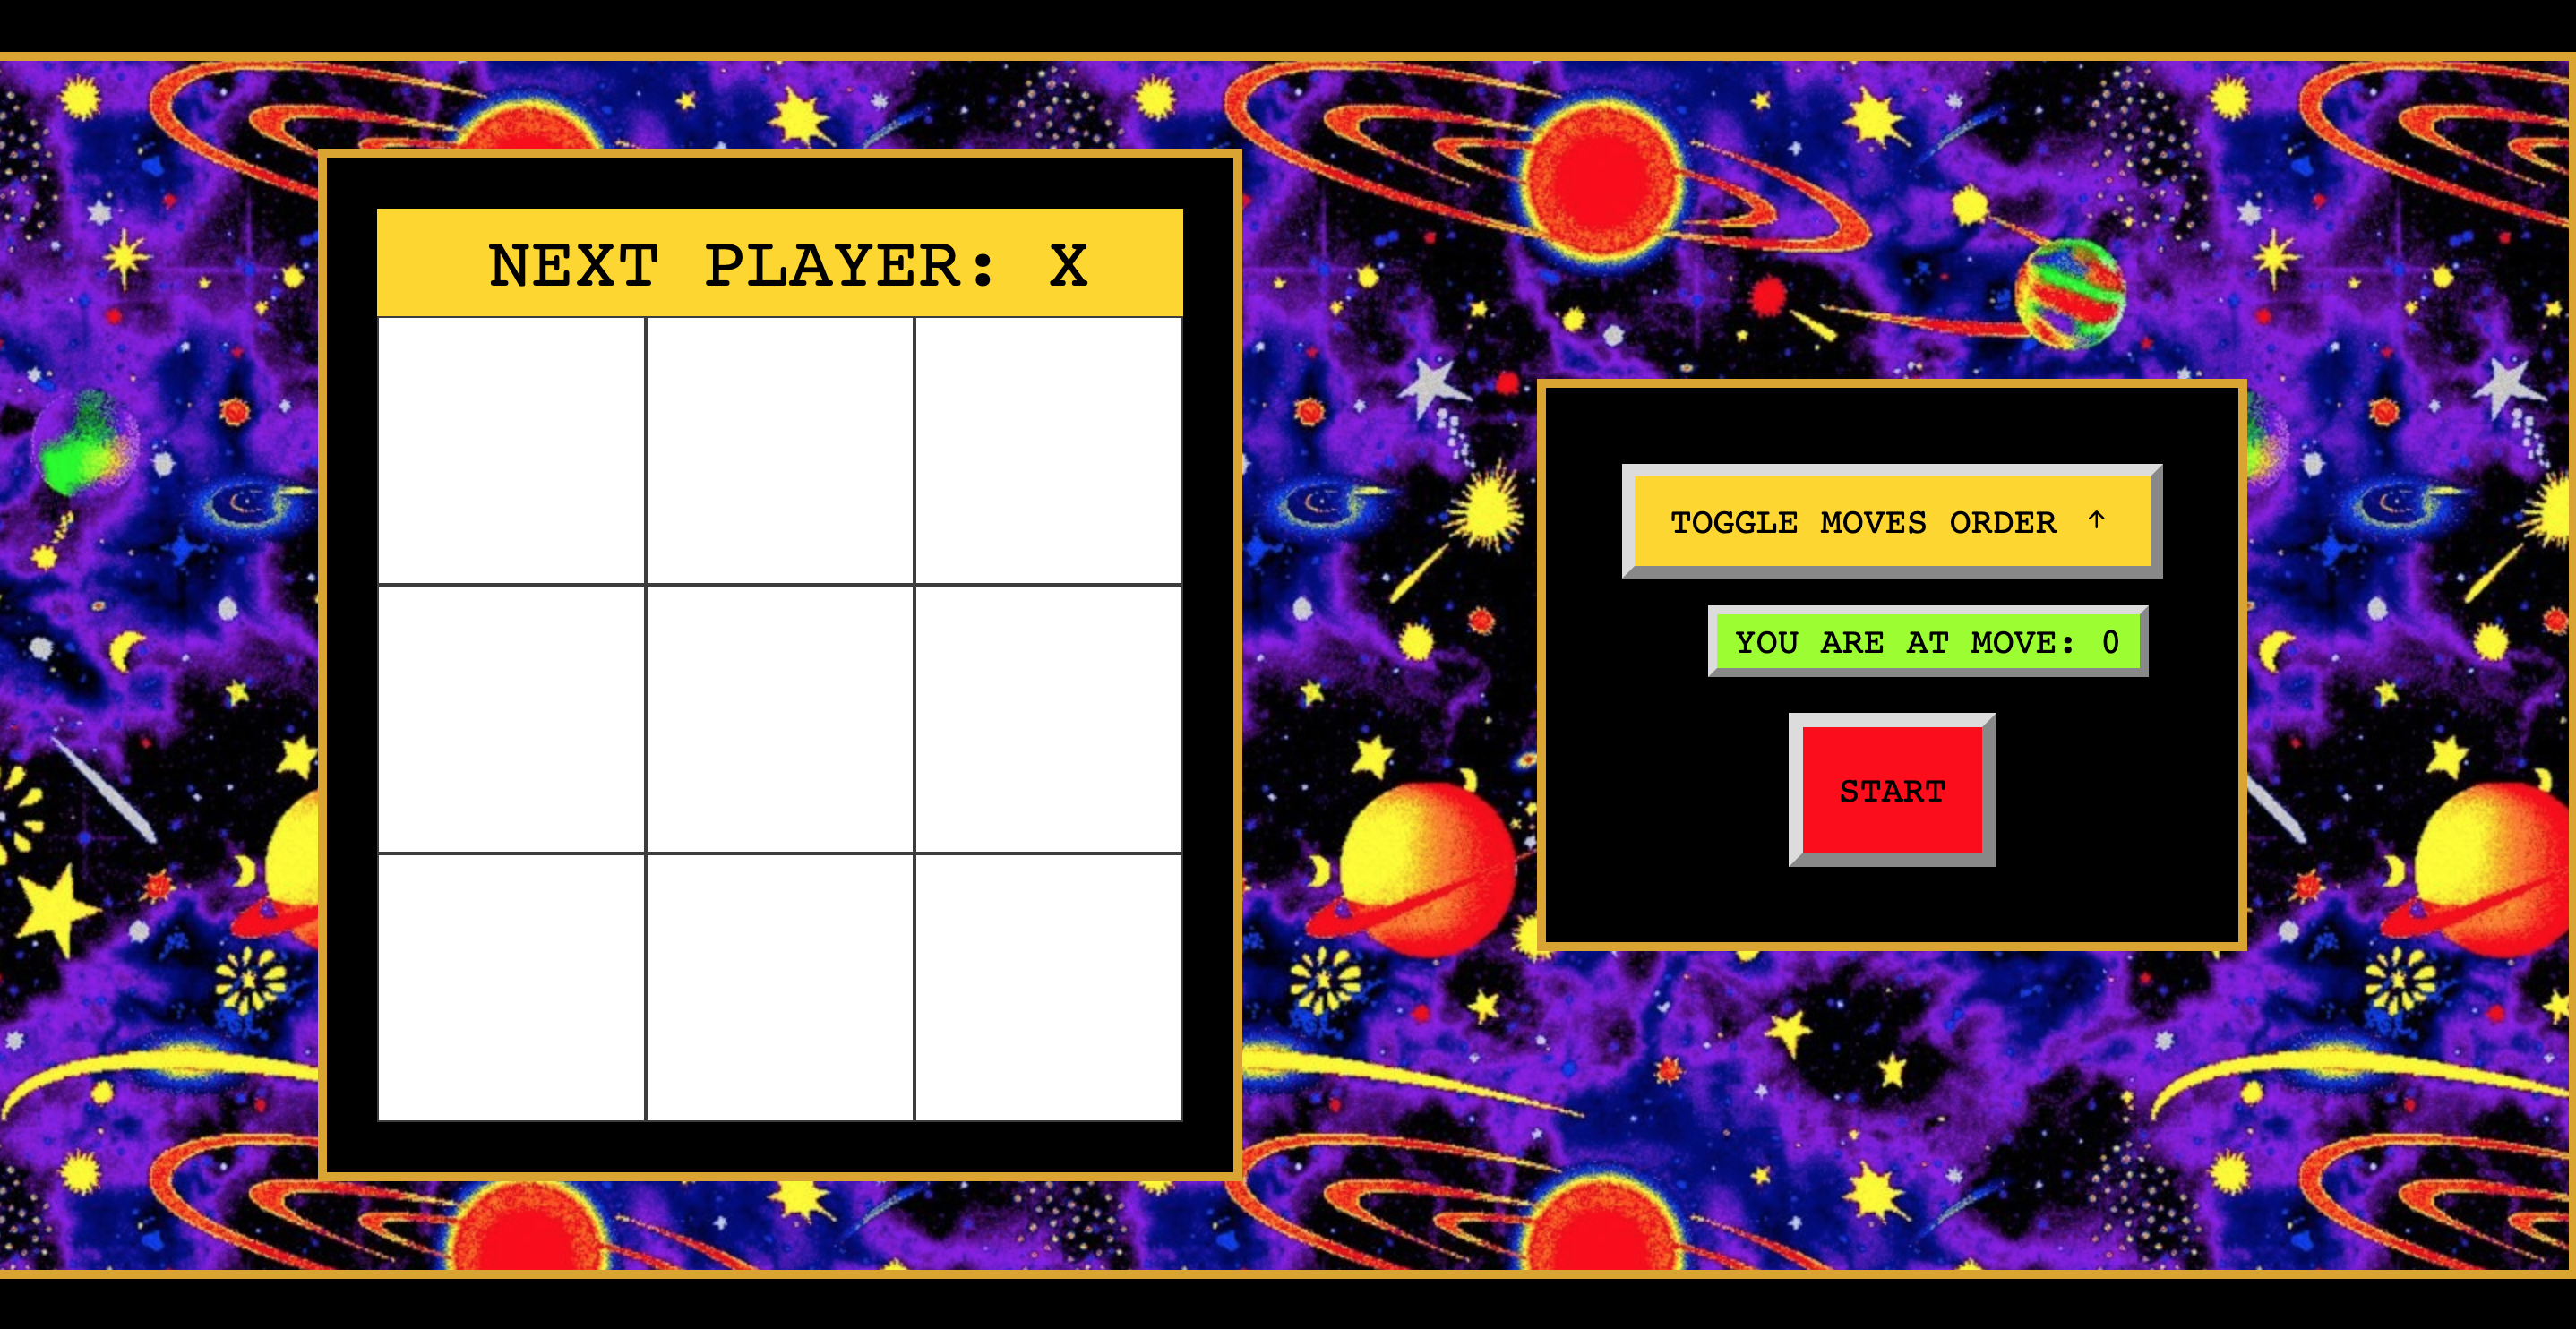 NEXT PLAYER: X
TOGGLE MOVES ORDER ↑
YOU ARE AT MOVE: 0
START